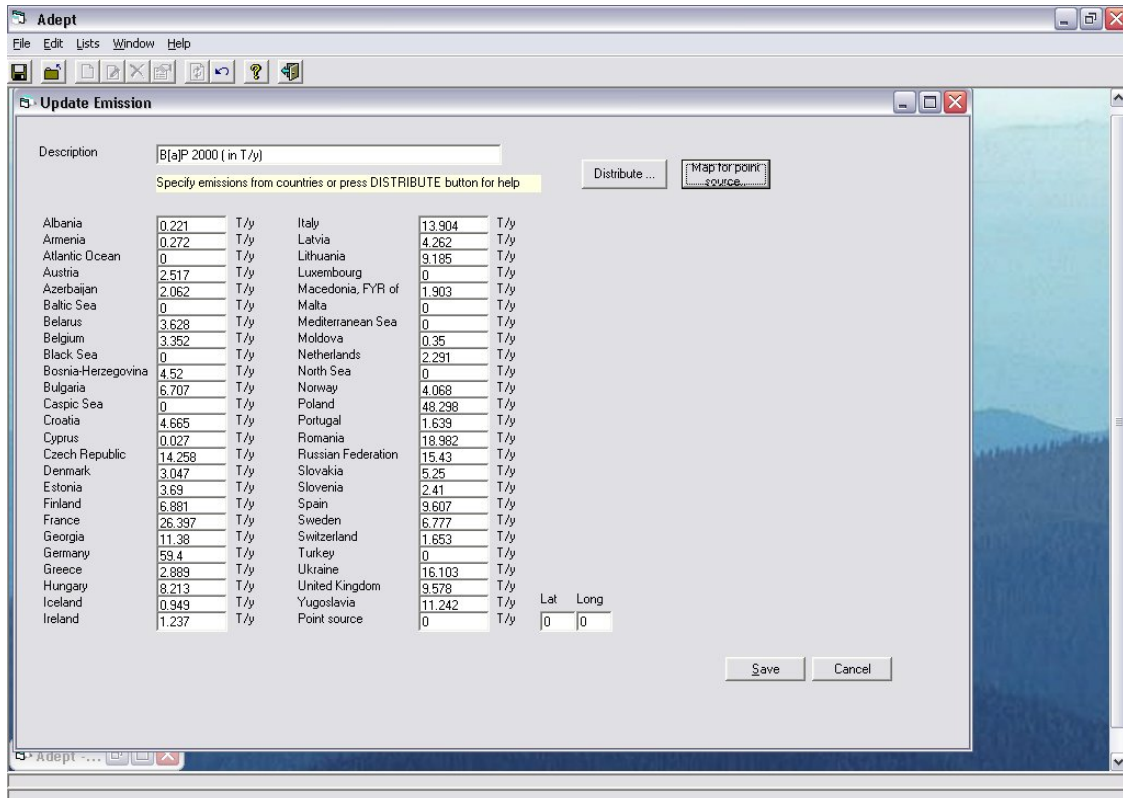 Adept
File Edit Lists Window Help
Update Emission
Description B[a]P 2000 ( in T/y)
Distribute ... Map for point
source...
Specify emissions from countries or press DISTRIBUTE button for help
Albania 0.221 T/y Italy 13.904 T/y
Armenia 0.272 T/y Latvia 4.262 T/y
Atlantic Ocean 0 T/y Lithuania 9.185 T/y
Austria 2.517 T/y Luxembourg 0 T/y
Azerbaijan 2.062 T/y Macedonia, FYR of 1.903 T/y
Baltic Sea 0 T/y Malta 0 T/y
Belarus 3.628 T/y Mediterranean Sea 0 T/y
Belgium 3.352 T/y Moldova 0.35 T/y
Black Sea 0 T/y Netherlands 2.291 T/y
Bosnia-Herzegovina 4.52 T/y North Sea 0 T/y
Bulgaria 6.707 T/y Norway 4.068 T/y
Caspic Sea 0 T/y Poland 48.298 T/y
Croatia 4.665 T/y Portugal 1.639 T/y
Cyprus 0.027 T/y Romania 18.982 T/y
Czech Republic 14.258 T/y Russian Federation 15.43 T/y
Denmark 3.047 T/y Slovakia 5.25 T/y
Estonia 3.69 T/y Slovenia 2.41 T/y
Finland 6.881 T/y Spain 9.607 T/y
France 26.397 T/y Sweden 6.777 T/y
Georgia 11.38 T/y Switzerland 1.653 T/y
Germany 59.4 T/y Turkey 0 T/y
Greece 2.889 T/y Ukraine 16.103 T/y
Hungary 8.213 T/y United Kingdom 9.578 T/y
Iceland 0.949 T/y Yugoslavia 11.242 T/y Lat Long
Ireland 1.237 T/y Point source 0 T/y 0 0
Save Cancel
Adept -...